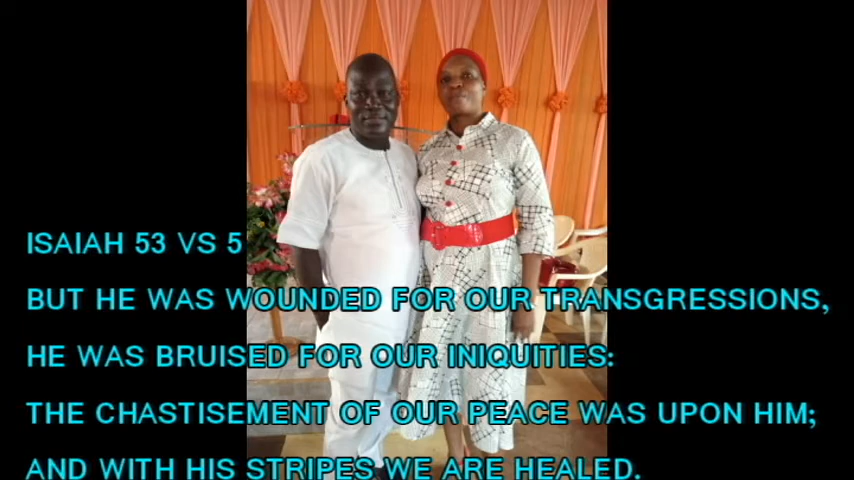 ISAIAH 53 VS 5
BUT HE WAS WOUNDED FOR OUR TRANSGRESSIONS,
HE WAS BRUISED FOR OUR INIQUITIES:
THE CHASTISEMENT OF OUR PEACE WAS UPON HIM;
AND WITH HIS STRIPES WE ARE HEALED.